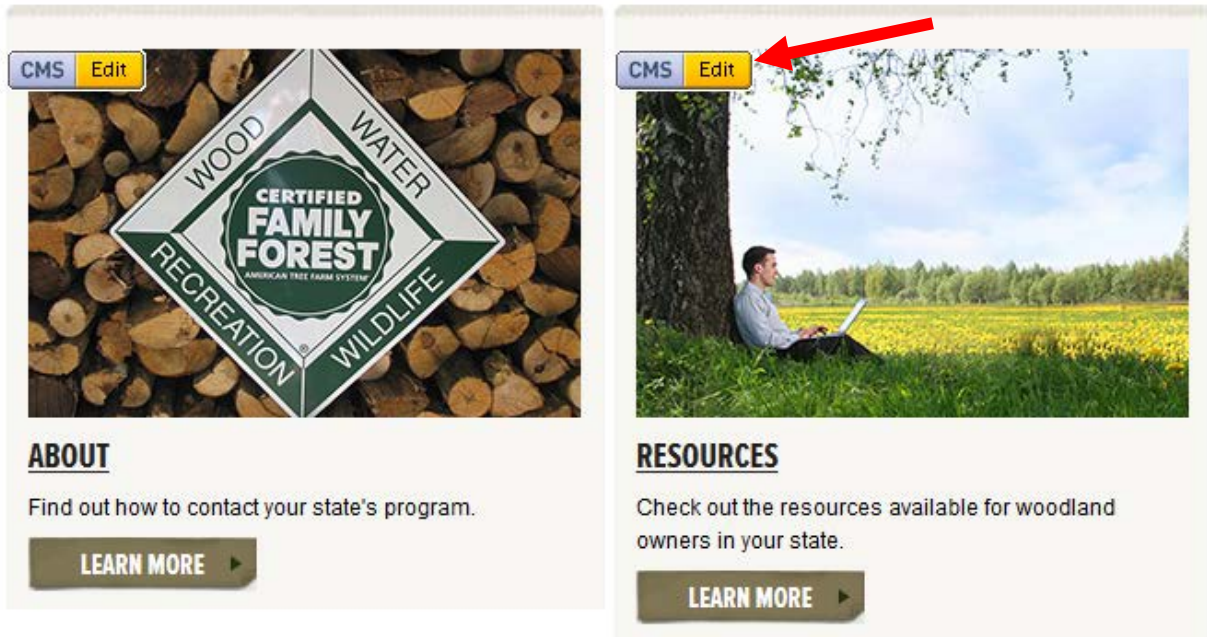 CMS Edit
WOOD
WATER
CERTIFIED
FAMILY
FOREST
AMERICAN TREE FARM SYSTEM®
RECREATION
WILDLIFE
®
ABOUT
Find out how to contact your state's program.
LEARN MORE
CMS Edit
RESOURCES
Check out the resources available for woodland
owners in your state.
LEARN MORE